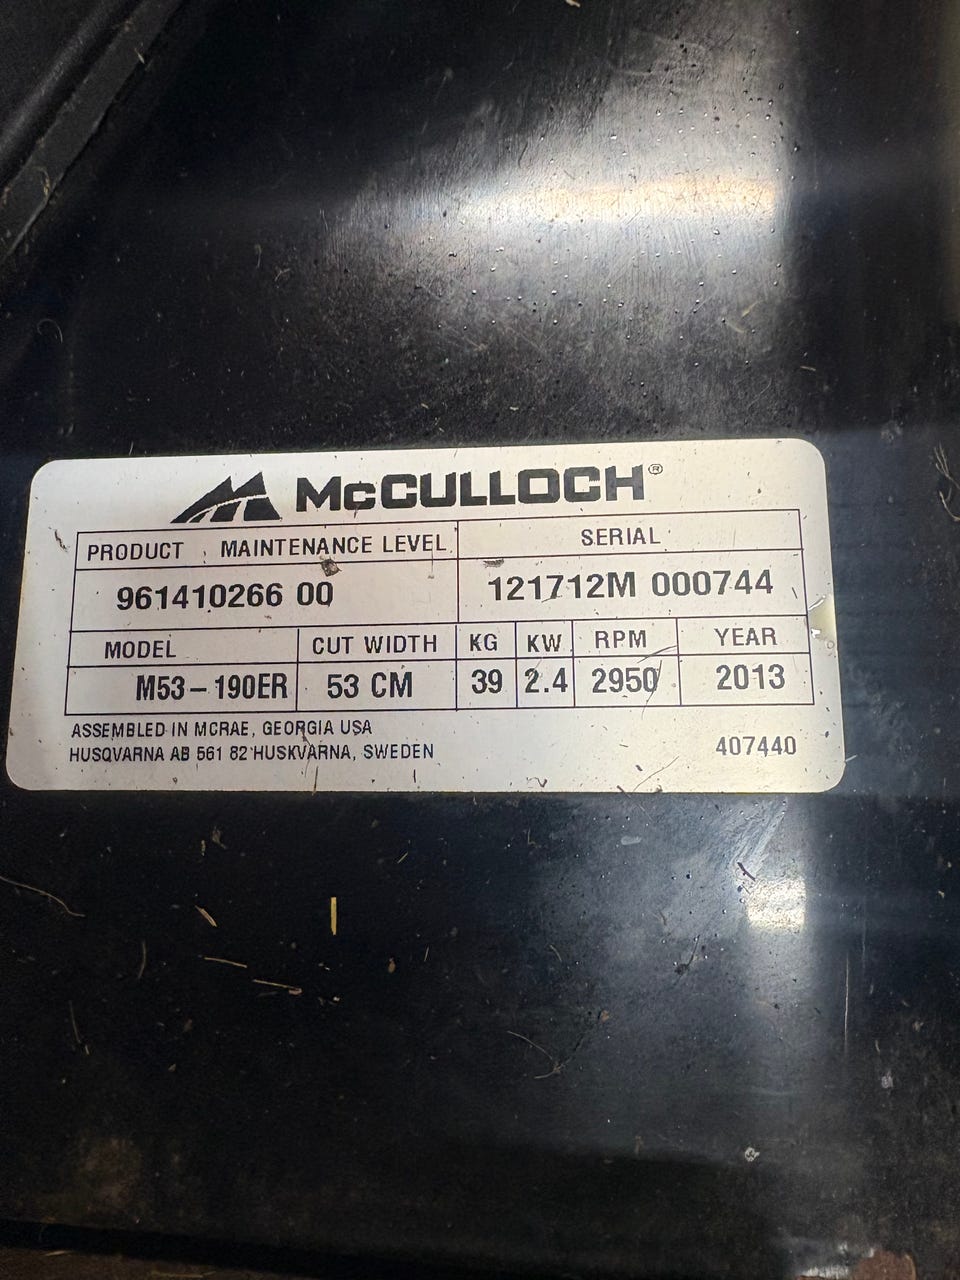 McCULLOCH®
PRODUCT MAINTENANCE LEVEL SERIAL
961410266 00 121712M 000744
MODEL CUT WIDTH KG KW RPM YEAR
M53-190ER 53 CM 39 2.4 2950 2013
ASSEMBLED IN MCRAE, GEORGIA USA
HUSQVARNA AB 561 82 HUSKVARNA, SWEDEN 407440